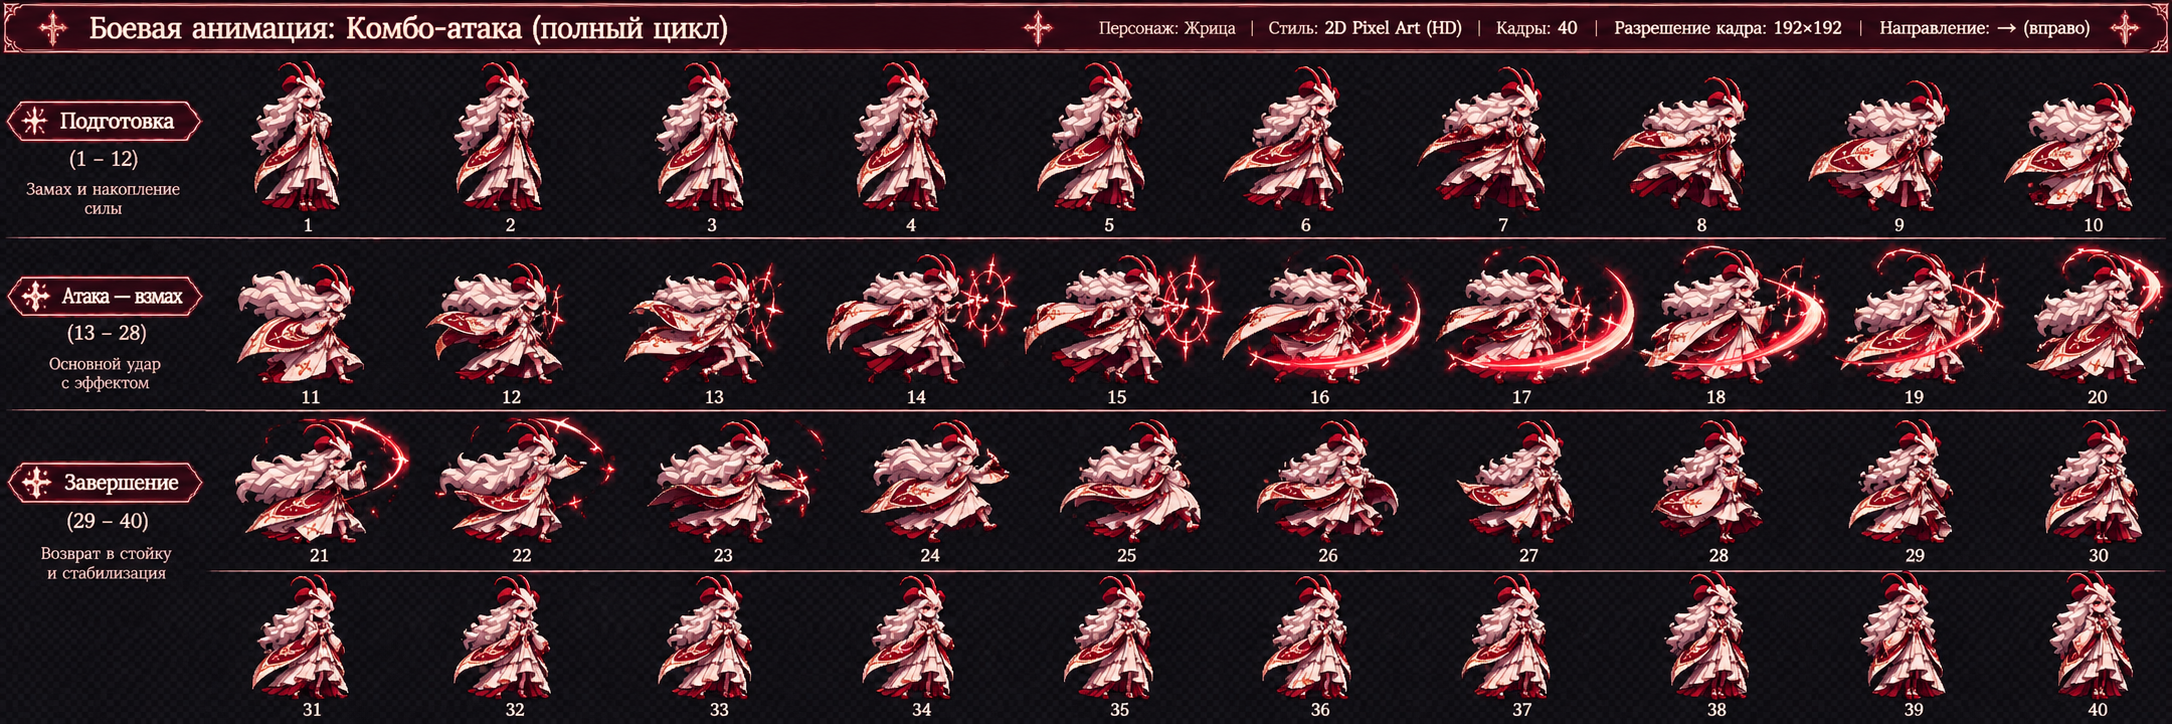 Боевая анимация: Комбо-атака (полный цикл)
Персонаж: Жрица | Стиль: 2D Pixel Art (HD) | Кадры: 40 | Разрешение кадра: 192×192 | Направление: → (вправо)
Подготовка
(1 – 12)
Замах и накопление
силы
1 2 3 4 5 6 7 8 9 10
Атака — взмах
(13 – 28)
Основной удар
с эффектом
11 12 13 14 15 16 17 18 19 20
Завершение
(29 – 40)
Возврат в стойку
и стабилизация
21 22 23 24 25 26 27 28 29 30
31 32 33 34 35 36 37 38 39 40